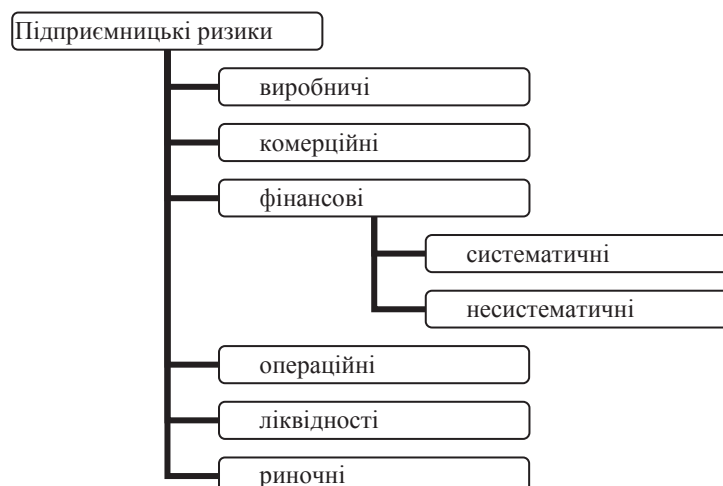 Підприємницькі ризики
виробничі
комерційні
фінансові
систематичні
несистематичні
операційні
ліквідності
риночні